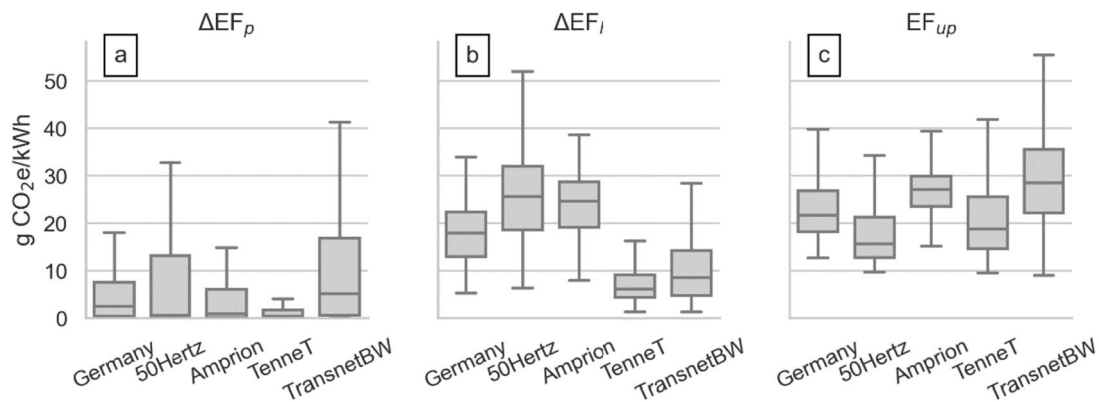 ΔEFₚ ΔEFₗ EFᵤₚ
a b c
50
40
30
20
10
0
g CO₂e/kWh
Germany 50Hertz Amprion TenneT TransnetBW
Germany 50Hertz Amprion TenneT TransnetBW
Germany 50Hertz Amprion TenneT TransnetBW